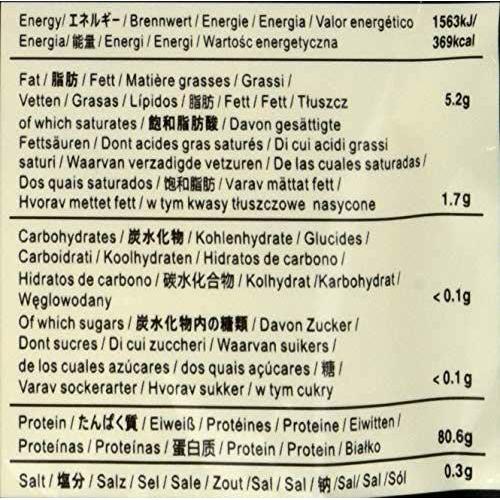 Energy/エネルギー/Brennwert/Energie/Energia/Valor energético 1563kJ/
Energia/能量/Energi/Energi/Wartośc energetyczna 369kcal
Fat/脂肪/Fett/Matière grasses/Grassi/
Vetten/Grasas/Lípidos/脂肪/Fett/Fett/Tłuszcz 5.2g
of which saturates/飽和脂肪酸/Davon gesättigte
Fettsäuren/Dont acides gras saturés/Di cui acidi grassi
saturi/Waarvan verzadigde vetzuren/De las cuales saturadas/
Dos quais saturados/饱和脂肪/Varav mättat fett/
Hvorav mettet fett/w tym kwasy tłuszczowe nasycone 1.7g
Carbohydrates/炭水化物/Kohlenhydrate/Glucides/
Carboidrati/Koolhydraten/Hidratos de carbono/
Hidratos de carbono/碳水化合物/Kolhydrat/Karbohydrat/
Węglowodany <0.1g
Of which sugars/炭水化物内の糖類/Davon Zucker/
Dont sucres/Di cui zuccheri/Waarvan suikers/
de los cuales azúcares/dos quais açúcares/糖/
Varav sockerarter/Hvorav sukker/w tym cukry <0.1g
Protein/たんぱく質/Eiweiß/Protéines/Proteine/Eiwitten/
Proteínas/Proteínas/蛋白质/Protein/Protein/Białko 80.6g
Salt/塩分/Salz/Sel/Sale/Zout/Sal/Sal/钠/Sal/Sal/Sól 0.3g